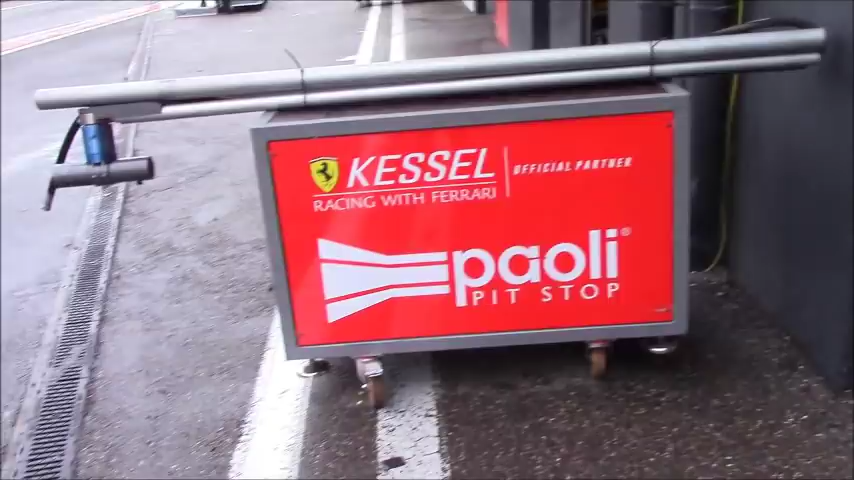 KESSEL
RACING WITH FERRARI
OFFICIAL PARTNER
paoli®
PIT STOP